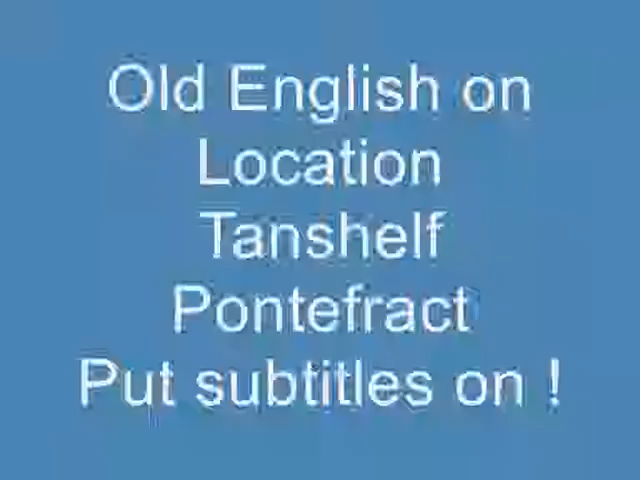 Old English on
Location
Tanshelf
Pontefract
Put subtitles on !